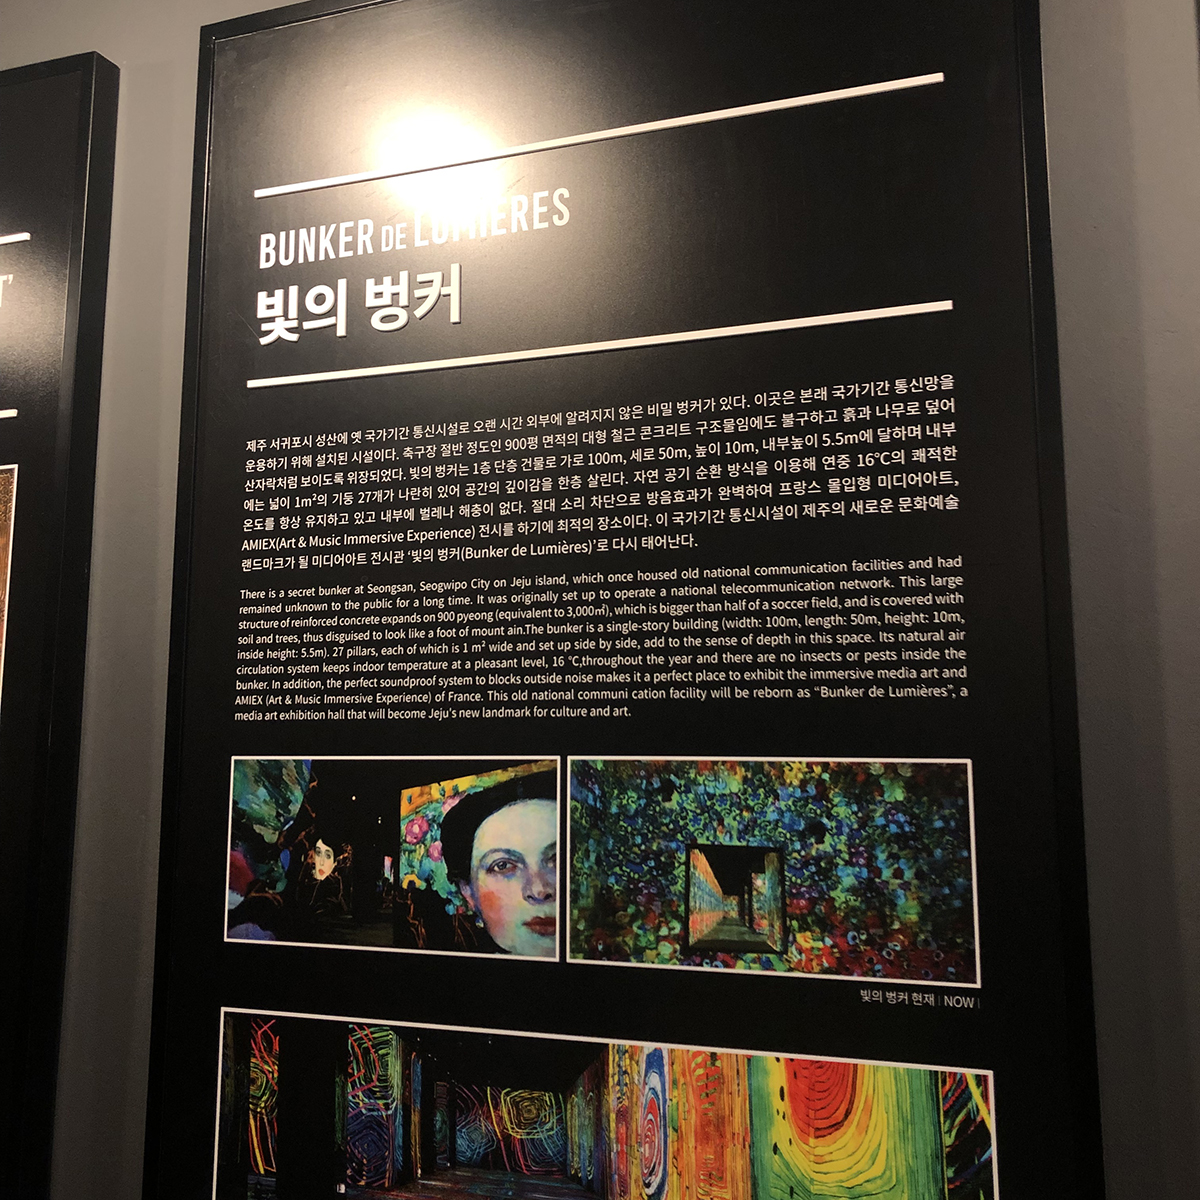 T'
BUNKER DE LUMIÈRES
빛의 벙커
제주 서귀포시 성산에 옛 국가기간 통신시설로 오랜 시간 외부에 알려지지 않은 비밀 벙커가 있다. 이곳은 본래 국가기간 통신망을
운용하기 위해 설치된 시설이다. 축구장 절반 정도인 900평 면적의 대형 철근 콘크리트 구조물임에도 불구하고 흙과 나무로 덮어
산자락처럼 보이도록 위장되었다. 빛의 벙커는 1층 단층 건물로 가로 100m, 세로 50m, 높이 10m, 내부높이 5.5m에 달하며 내부
에는 넓이 1m²의 기둥 27개가 나란히 있어 공간의 깊이감을 한층 살린다. 자연 공기 순환 방식을 이용해 연중 16℃의 쾌적한
온도를 항상 유지하고 있고 내부에 벌레나 해충이 없다. 절대 소리 차단으로 방음효과가 완벽하여 프랑스 몰입형 미디어아트,
AMIEX(Art & Music Immersive Experience) 전시를 하기에 최적의 장소이다. 이 국가기간 통신시설이 제주의 새로운 문화예술
랜드마크가 될 미디어아트 전시관 ‘빛의 벙커(Bunker de Lumières)’로 다시 태어난다.
There is a secret bunker at Seongsan, Seogwipo City on Jeju island, which once housed old national communication facilities and had
remained unknown to the public for a long time. It was originally set up to operate a national telecommunication network. This large
structure of reinforced concrete expands on 900 pyeong (equivalent to 3,000㎡), which is bigger than half of a soccer field, and is covered with
soil and trees, thus disguised to look like a foot of mount ain.The bunker is a single-story building (width: 100m, length: 50m, height: 10m,
inside height: 5.5m). 27 pillars, each of which is 1 m² wide and set up side by side, add to the sense of depth in this space. Its natural air
circulation system keeps indoor temperature at a pleasant level, 16 ℃,throughout the year and there are no insects or pests inside the
bunker. In addition, the perfect soundproof system to blocks outside noise makes it a perfect place to exhibit the immersive media art and
AMIEX (Art & Music Immersive Experience) of France. This old national communi cation facility will be reborn as “Bunker de Lumières”, a
media art exhibition hall that will become Jeju's new landmark for culture and art.
빛의 벙커 현재 | NOW |